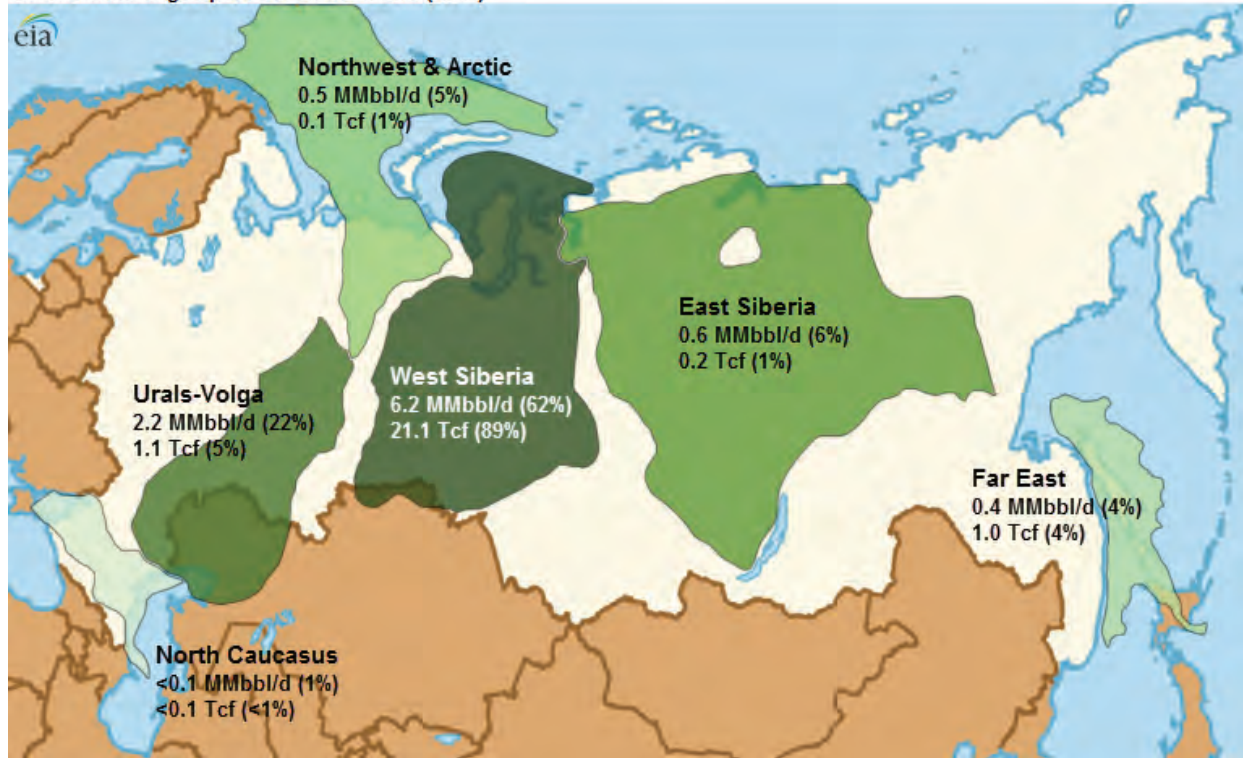 eia
Northwest & Arctic
0.5 MMbbl/d (5%)
0.1 Tcf (1%)
East Siberia
0.6 MMbbl/d (6%)
0.2 Tcf (1%)
West Siberia
6.2 MMbbl/d (62%)
21.1 Tcf (89%)
Urals-Volga
2.2 MMbbl/d (22%)
1.1 Tcf (5%)
Far East
0.4 MMbbl/d (4%)
1.0 Tcf (4%)
North Caucasus
<0.1 MMbbl/d (1%)
<0.1 Tcf (<1%)